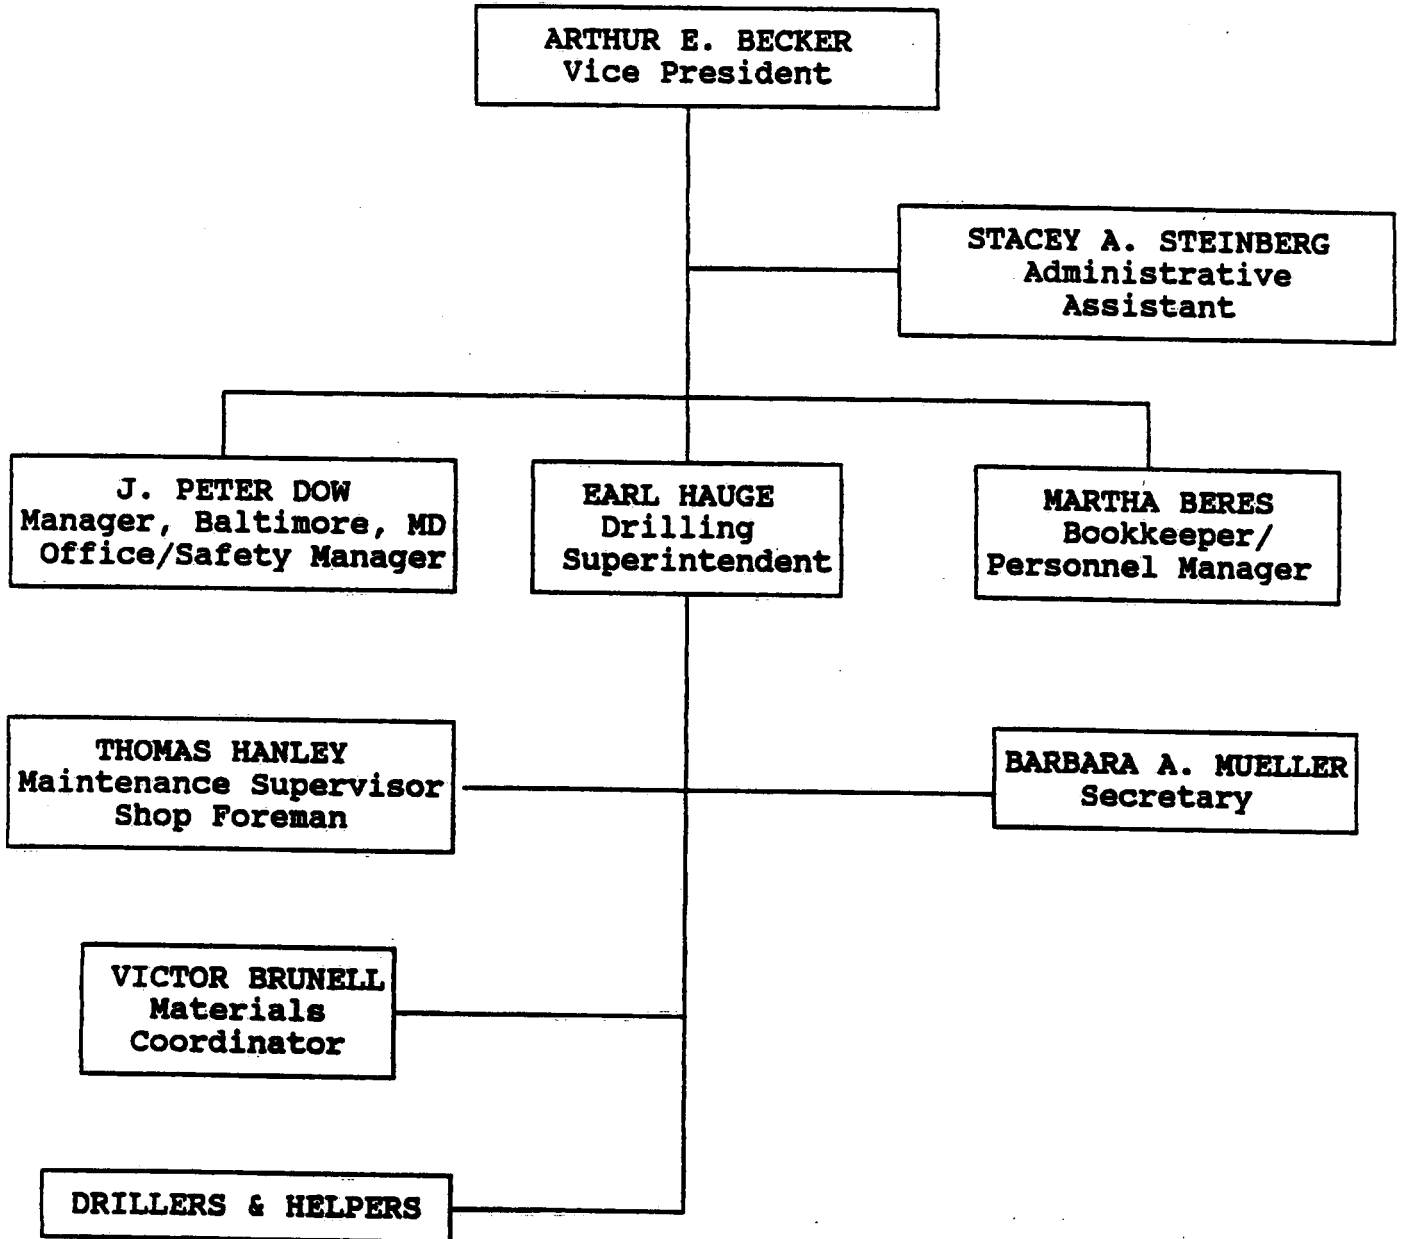 ARTHUR E. BECKER
Vice President
STACEY A. STEINBERG
Administrative
Assistant
J. PETER DOW
Manager, Baltimore, MD
Office/Safety Manager
EARL HAUGE
Drilling
Superintendent
MARTHA BERES
Bookkeeper/
Personnel Manager
THOMAS HANLEY
Maintenance Supervisor
Shop Foreman
BARBARA A. MUELLER
Secretary
VICTOR BRUNELL
Materials
Coordinator
DRILLERS & HELPERS